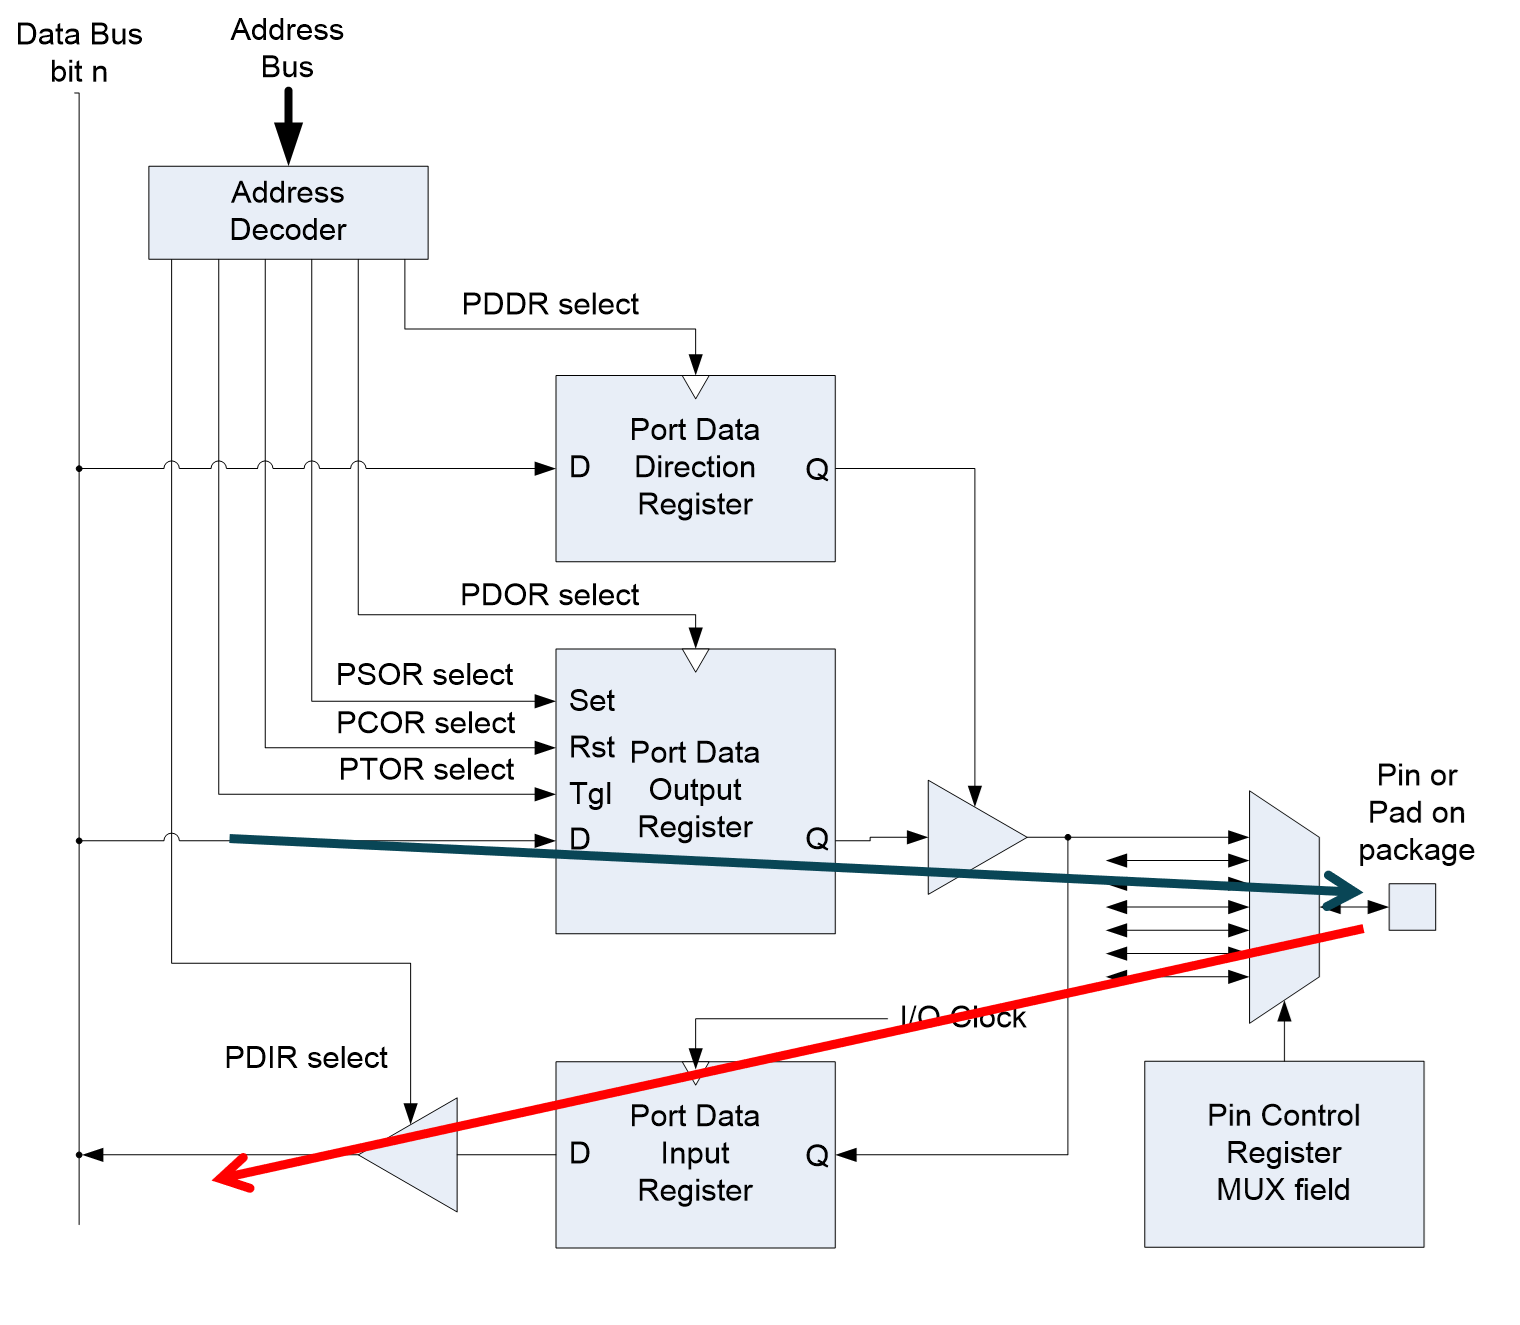 Data Bus
bit n
Address
Bus
Address
Decoder
PDDR select
Port Data
Direction
Register
D
Q
PDOR select
PSOR select
PCOR select
PTOR select
Set
Rst
Tgl
D
Port Data
Output
Register
Q
Pin or
Pad on
package
I/O Clock
PDIR select
Port Data
Input
Register
D
Q
Pin Control
Register
MUX field